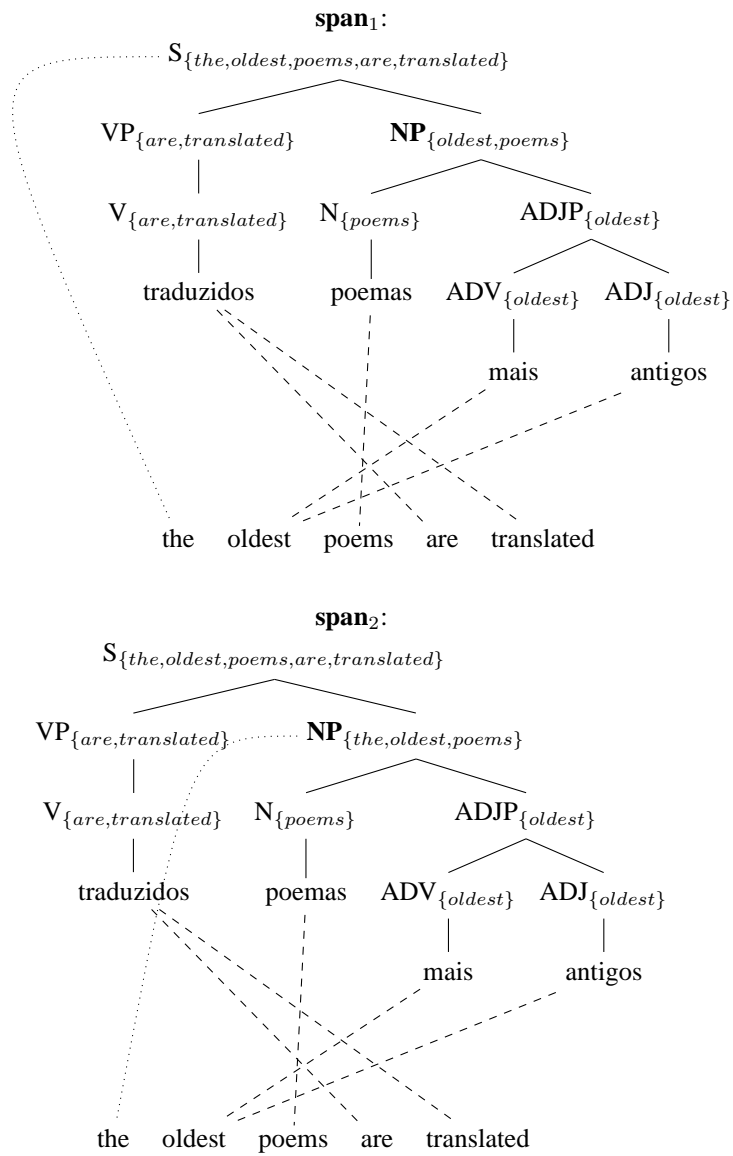 span₁:
S{the,oldest,poems,are,translated}
VP{are,translated} NP{oldest,poems}
V{are,translated} N{poems} ADJP{oldest}
traduzidos poemas ADV{oldest} ADJ{oldest}
mais antigos
the oldest poems are translated
span₂:
S{the,oldest,poems,are,translated}
VP{are,translated} NP{the,oldest,poems}
V{are,translated} N{poems} ADJP{oldest}
traduzidos poemas ADV{oldest} ADJ{oldest}
mais antigos
the oldest poems are translated